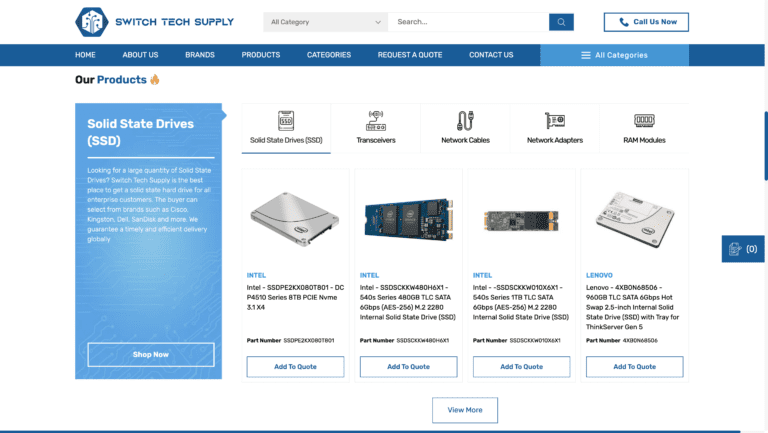 SWITCH TECH SUPPLY
All Category
Search...
Call Us Now
HOME
ABOUT US
BRANDS
PRODUCTS
CATEGORIES
REQUEST A QUOTE
CONTACT US
All Categories
Our Products
Solid State Drives
(SSD)
Looking for a large quantity of Solid State
Drives? Switch Tech Supply is the best
place to get a solid state hard drive for all
enterprise customers. The buyer can
select from brands such as Cisco,
Kingston, Dell, SanDisk and more. We
guarantee a timely and efficient delivery
globally
Shop Now
SSD
Solid State Drives (SSD)
Transceivers
Network Cables
Network Adapters
RAM Modules
INTEL
Intel - SSDPE2KX080T801 - DC
P4510 Series 8TB PCIE Nvme
3.1 X4
Part Number SSDPE2KX080T801
Add To Quote
INTEL
Intel - SSDSCKKW480H6X1 -
540s Series 480GB TLC SATA
6Gbps (AES-256) M.2 2280
Internal Solid State Drive (SSD)
Part Number SSDSCKKW480H6X1
Add To Quote
INTEL
Intel - -SSDSCKKW010X6X1 -
540s Series 1TB TLC SATA
6Gbps (AES-256) M.2 2280
Internal Solid State Drive (SSD)
Part Number SSDSCKKW010X6X1
Add To Quote
LENOVO
Lenovo - 4XB0N68506 -
960GB TLC SATA 6Gbps Hot
Swap 2.5-inch Internal Solid
State Drive (SSD) with Tray for
ThinkServer Gen 5
Part Number 4XB0N68506
Add To Quote
(0)
View More